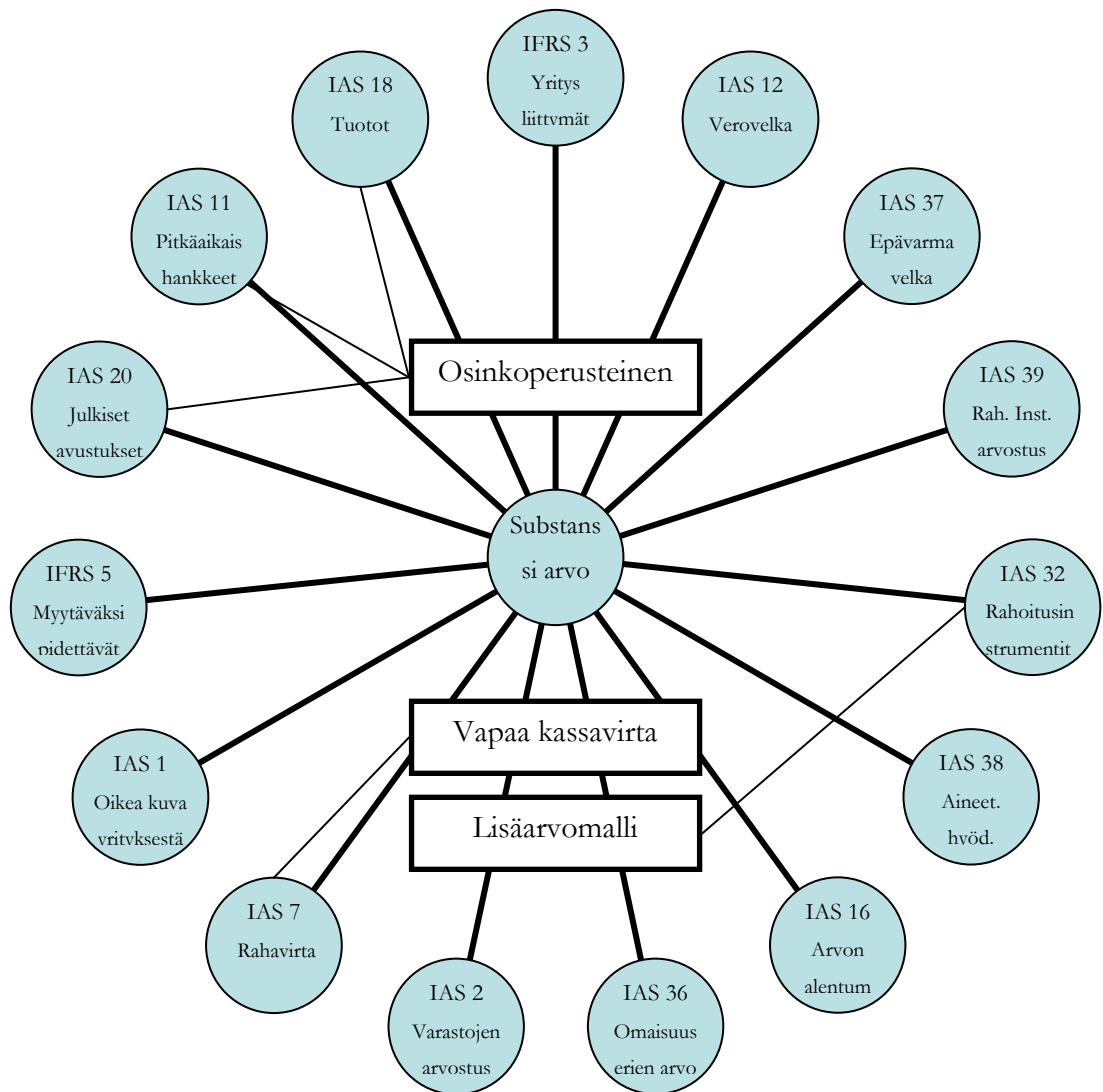 IFRS 3
Yritys
liittymät
IAS 18
Tuotot
IAS 12
Verovelka
IAS 11
Pitkäaikais
hankkeet
IAS 37
Epävarma
velka
IAS 20
Julkiset
avustukset
Osinkoperusteinen
IAS 39
Rah. Inst.
arvostus
Substans
si arvo
IFRS 5
Myytäväksi
pidettävät
IAS 32
Rahoitusin
strumentit
Vapaa kassavirta
IAS 1
Oikea kuva
yrityksestä
Lisäarvomalli
IAS 38
Aineet.
hyöd.
IAS 7
Rahavirta
IAS 16
Arvon
alentum
IAS 2
Varastojen
arvostus
IAS 36
Omaisuus
erien arvo